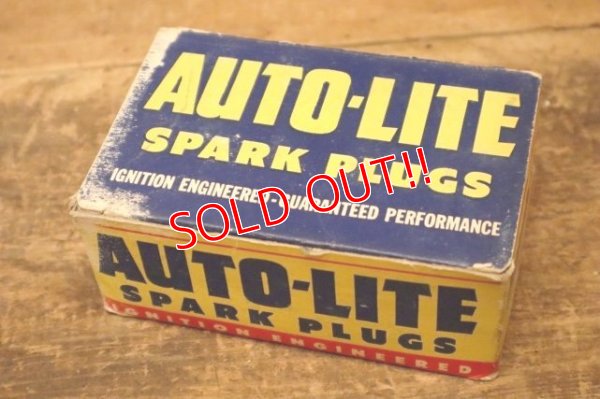 AUTO-LITE
SPARK PLUGS
IGNITION ENGINEERED-GUARANTEED PERFORMANCE
SOLD OUT!!
AUTO-LITE
SPARK PLUGS
IGNITION ENGINEERED